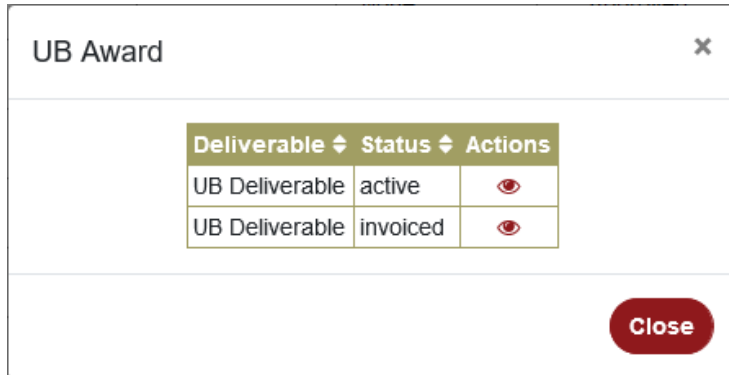 UB Award
Deliverable Status Actions
UB Deliverable active
UB Deliverable invoiced
Close